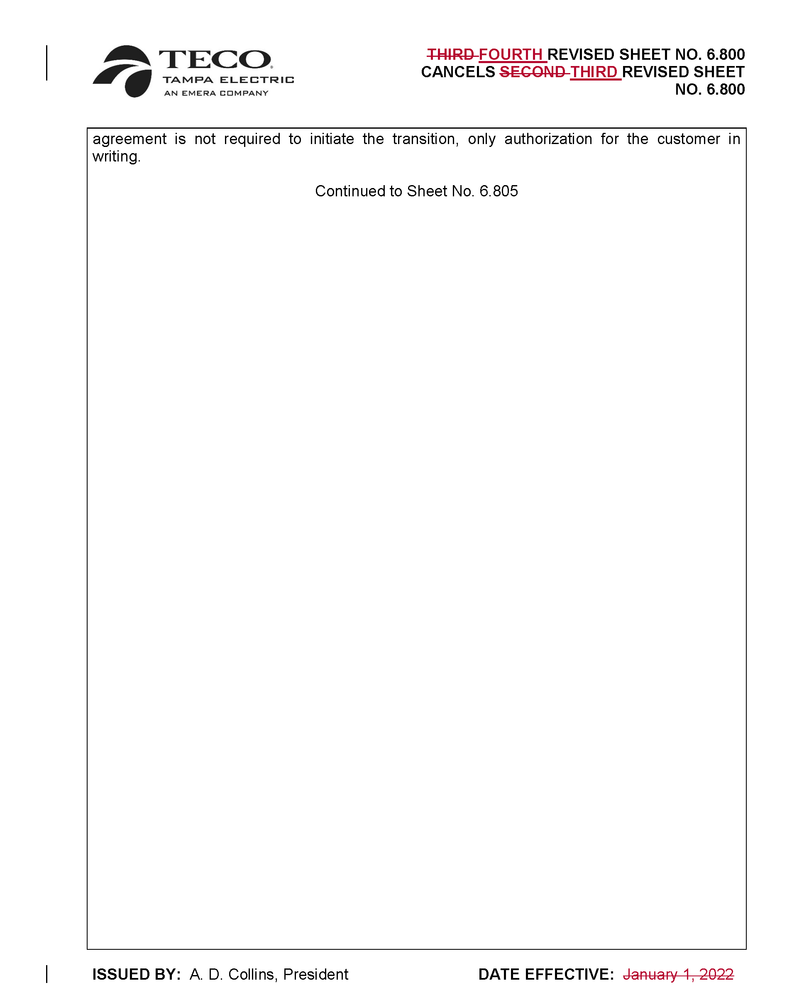 TECO®
TAMPA ELECTRIC
AN EMERA COMPANY
THIRD FOURTH REVISED SHEET NO. 6.800
CANCELS SECOND THIRD REVISED SHEET
NO. 6.800
agreement is not required to initiate the transition, only authorization for the customer in
writing.
Continued to Sheet No. 6.805
ISSUED BY: A. D. Collins, President
DATE EFFECTIVE: January 1, 2022